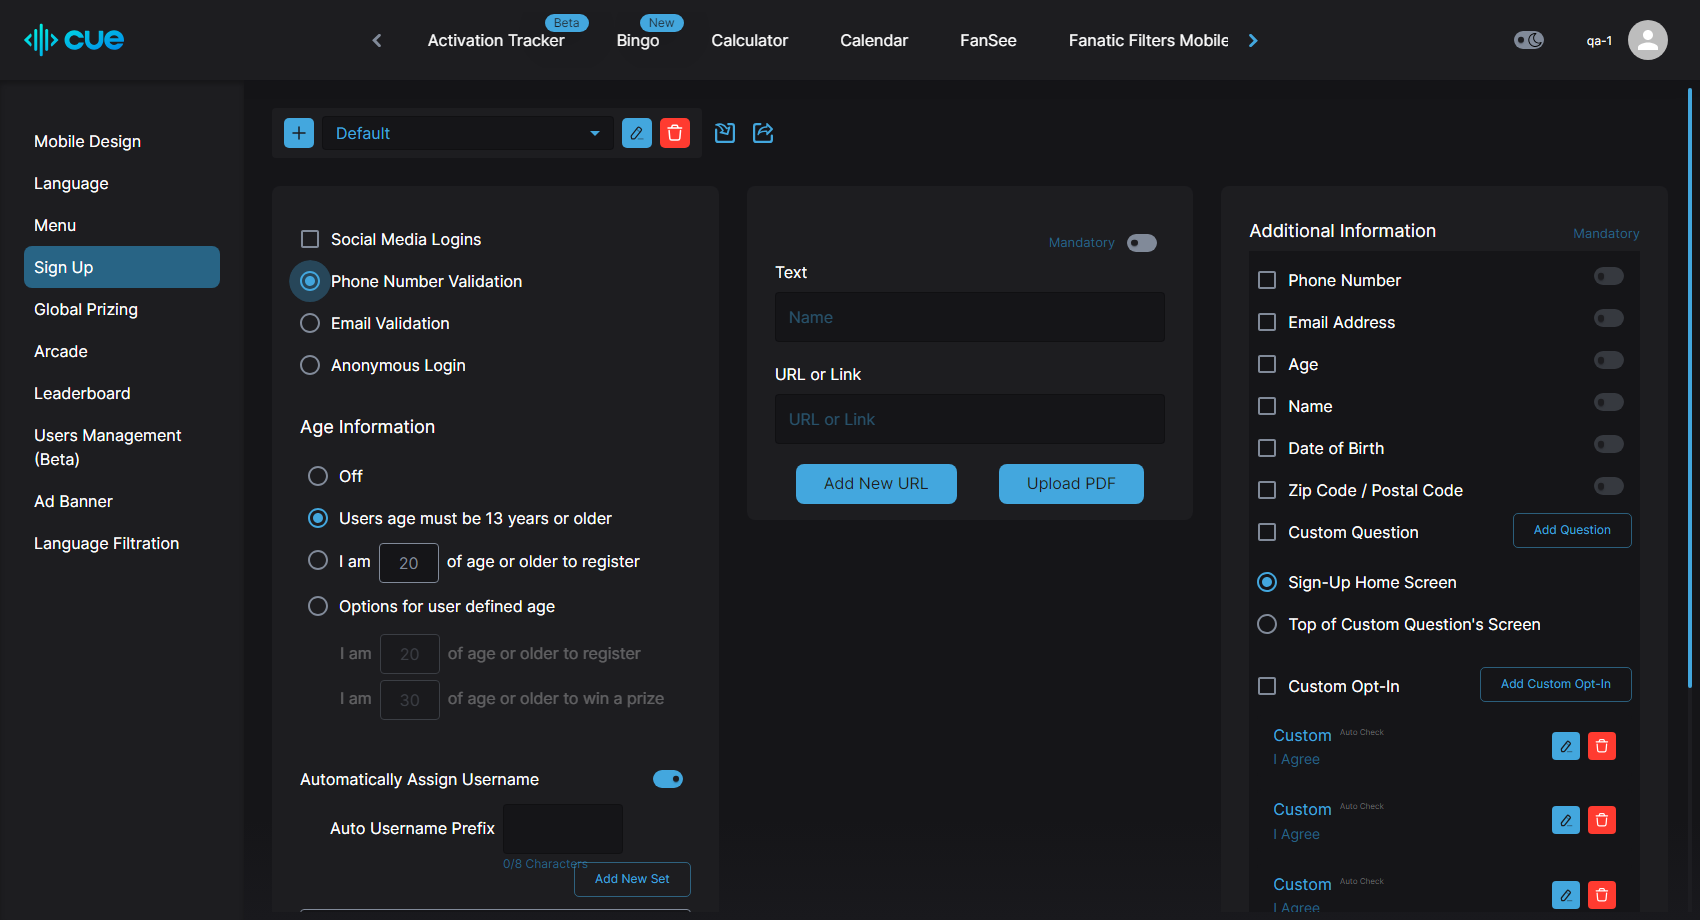 cue
Activation Tracker
Beta
Bingo
New
Calculator
Calendar
FanSee
Fanatic Filters Mobile
qa-1
Mobile Design
Language
Menu
Sign Up
Global Prizing
Arcade
Leaderboard
Users Management
(Beta)
Ad Banner
Language Filtration
Default
Social Media Logins
Phone Number Validation
Email Validation
Anonymous Login
Age Information
Off
Users age must be 13 years or older
I am 20 of age or older to register
Options for user defined age
I am 20 of age or older to register
I am 30 of age or older to win a prize
Automatically Assign Username
Auto Username Prefix
0/8 Characters
Add New Set
Mandatory
Text
Name
URL or Link
URL or Link
Add New URL
Upload PDF
Additional Information
Mandatory
Phone Number
Email Address
Age
Name
Date of Birth
Zip Code / Postal Code
Custom Question
Add Question
Sign-Up Home Screen
Top of Custom Question's Screen
Custom Opt-In
Add Custom Opt-In
Custom Auto Check
I Agree
Custom Auto Check
I Agree
Custom Auto Check
I Agree